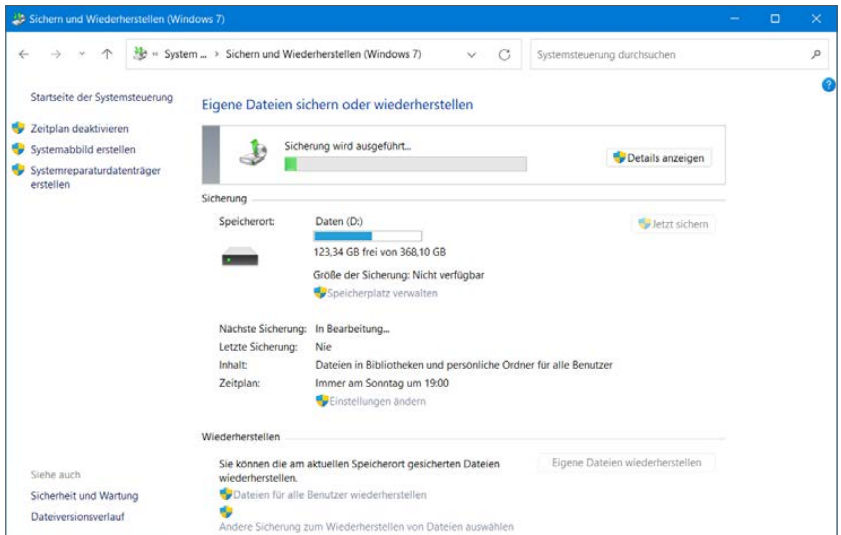 Sichern und Wiederherstellen (Windows 7)
« System ... › Sichern und Wiederherstellen (Windows 7)
Systemsteuerung durchsuchen
Startseite der Systemsteuerung
Zeitplan deaktivieren
Systemabbild erstellen
Systemreparaturdatenträger
erstellen
Eigene Dateien sichern oder wiederherstellen
Sicherung wird ausgeführt...
Details anzeigen
Sicherung
Speicherort:
Daten (D:)
Jetzt sichern
123,34 GB frei von 368,10 GB
Größe der Sicherung: Nicht verfügbar
Speicherplatz verwalten
Nächste Sicherung: In Bearbeitung...
Letzte Sicherung: Nie
Inhalt: Dateien in Bibliotheken und persönliche Ordner für alle Benutzer
Zeitplan: Immer am Sonntag um 19:00
Einstellungen ändern
Wiederherstellen
Sie können die am aktuellen Speicherort gesicherten Dateien
wiederherstellen.
Eigene Dateien wiederherstellen
Dateien für alle Benutzer wiederherstellen
Andere Sicherung zum Wiederherstellen von Dateien auswählen
Siehe auch
Sicherheit und Wartung
Dateiversionsverlauf